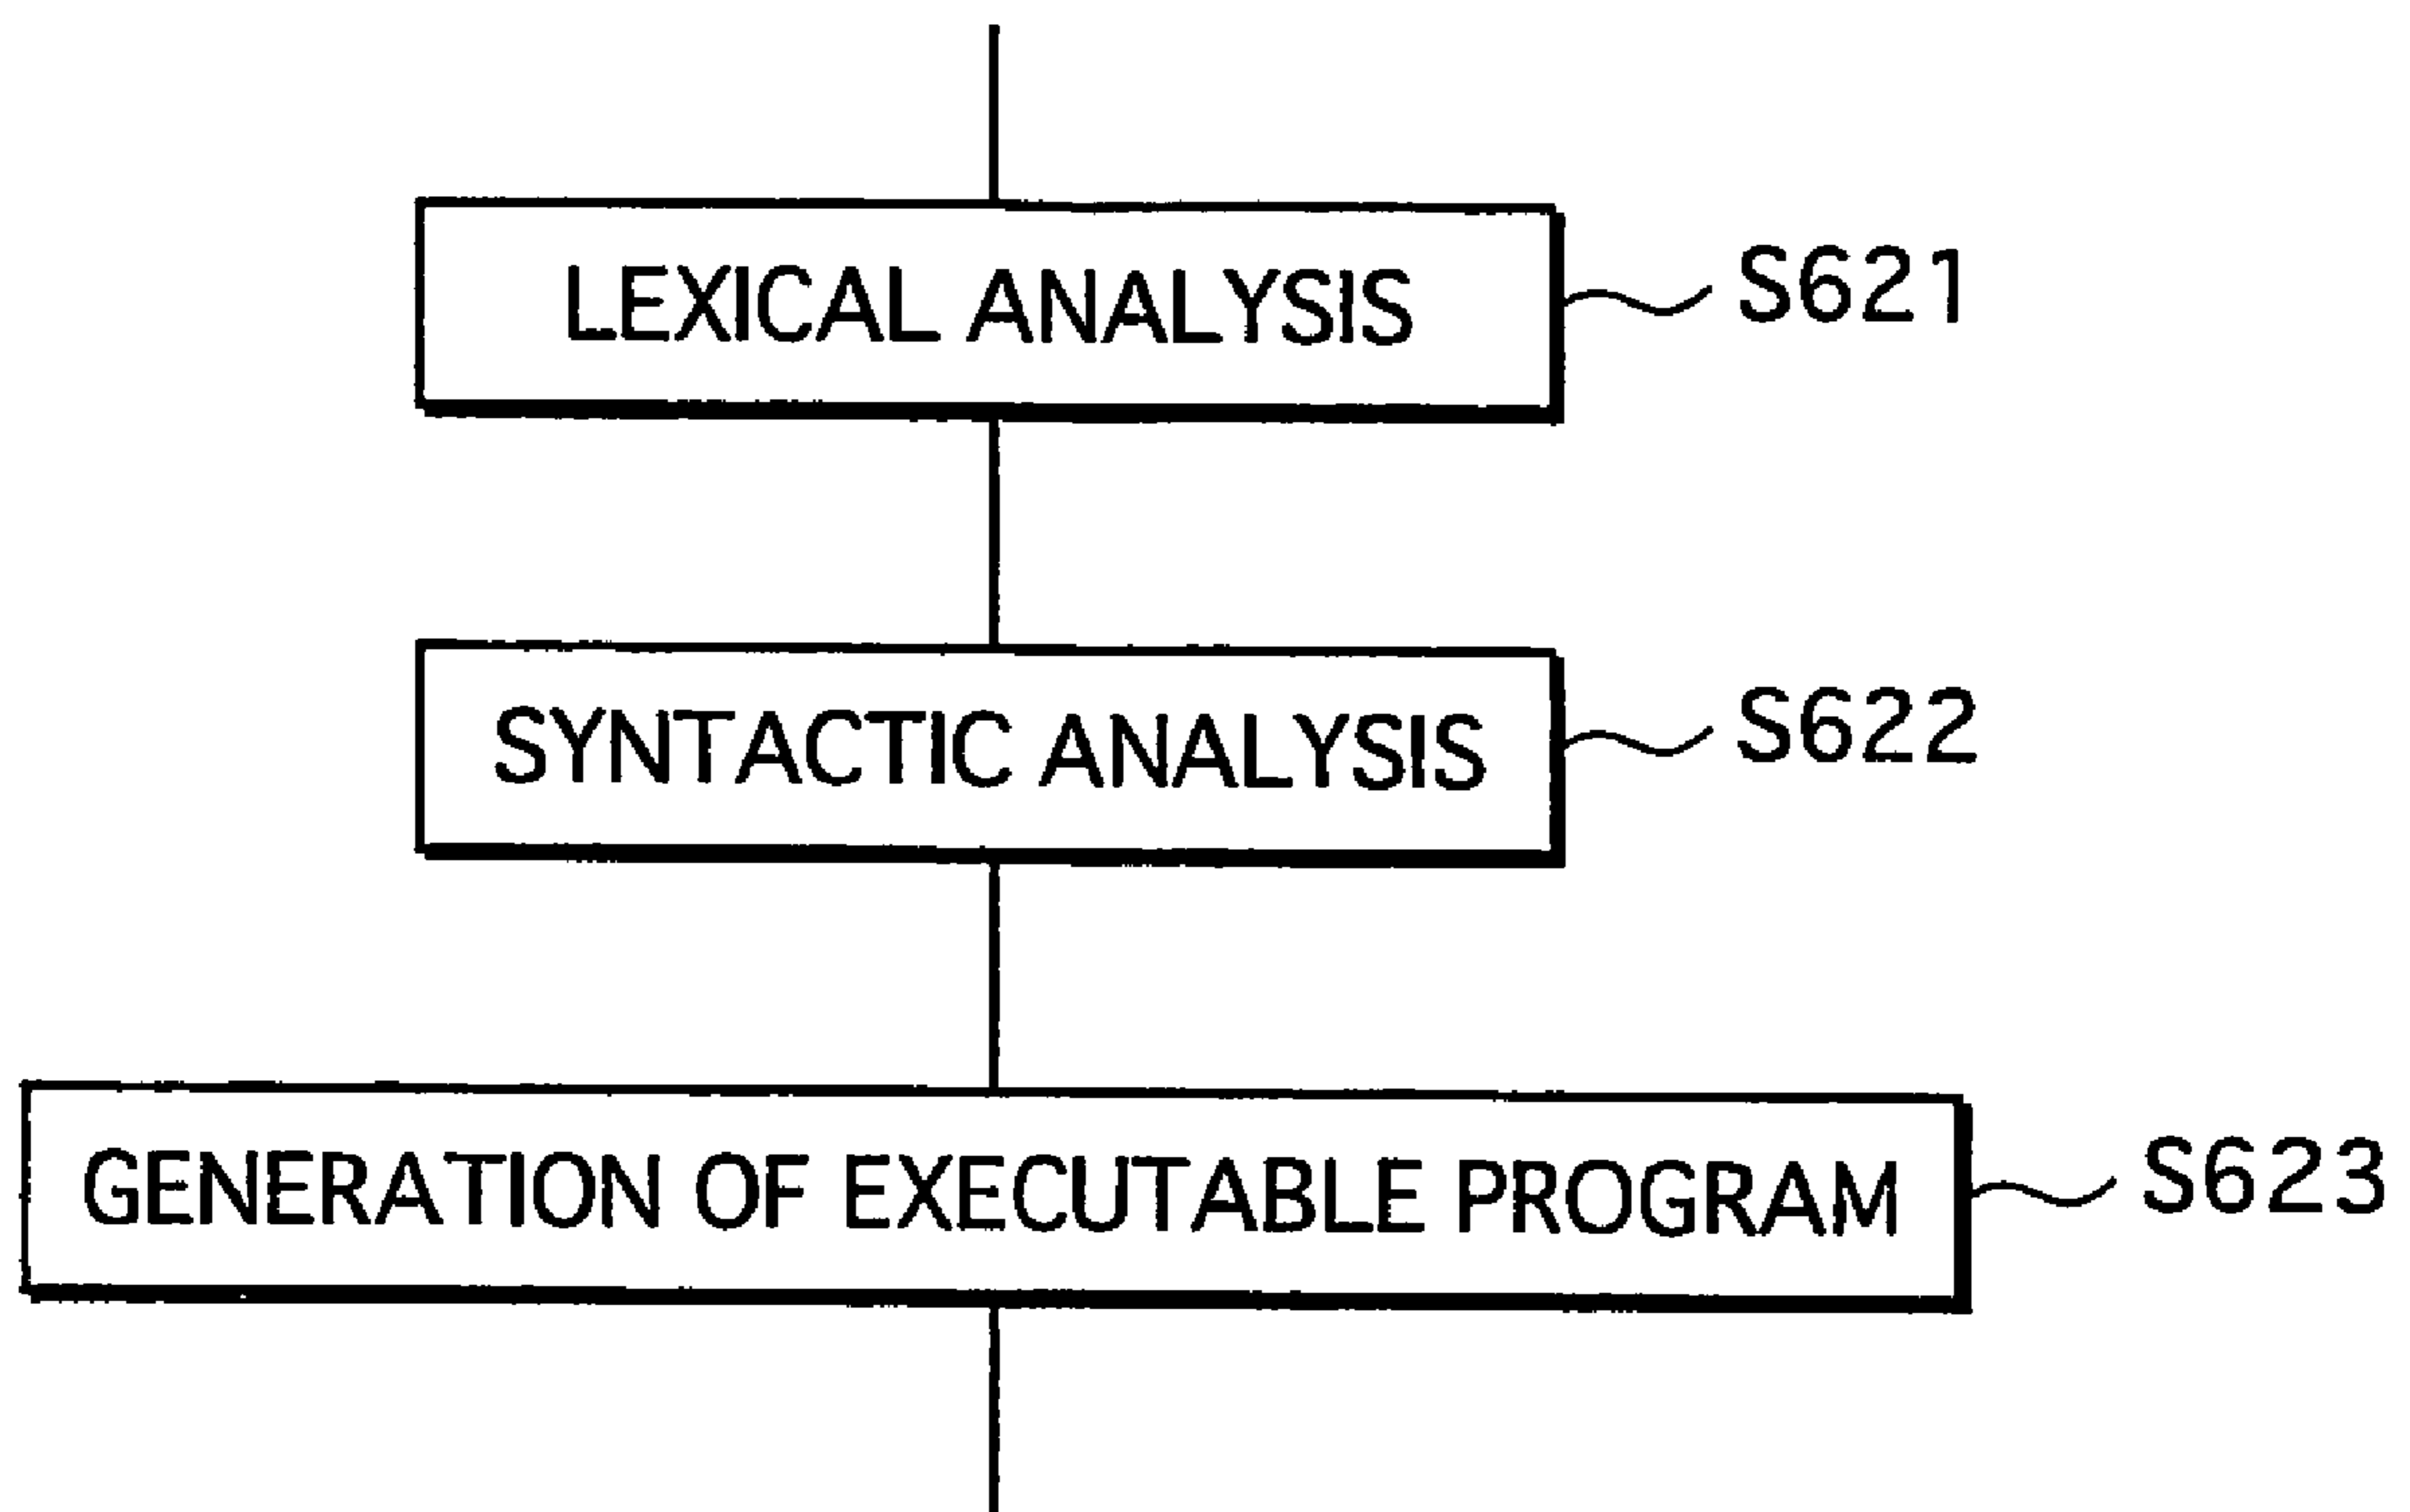 LEXICAL ANALYSIS S621
SYNTACTIC ANALYSIS S622
GENERATION OF EXECUTABLE PROGRAM S623